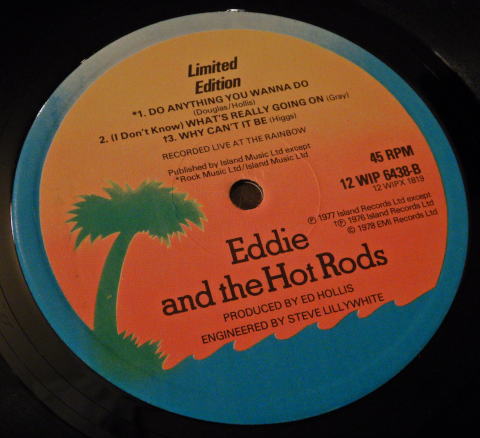 Limited
Edition
*1. DO ANYTHING YOU WANNA DO
(Douglas/Hollis)
2. (I Don't Know) WHAT'S REALLY GOING ON (Gray)
†3. WHY CAN'T IT BE (Higgs)
RECORDED LIVE AT THE RAINBOW
Published by Island Music Ltd except
*Rock Music Ltd/Island Music Ltd
45 RPM
12 WIP 6438-B
12 WIPX 1819
℗ 1977 Island Records Ltd except
†℗ 1976 Island Records Ltd
© 1978 EMI Records Ltd
Eddie
and the Hot Rods
PRODUCED BY ED HOLLIS
ENGINEERED BY STEVE LILLYWHITE